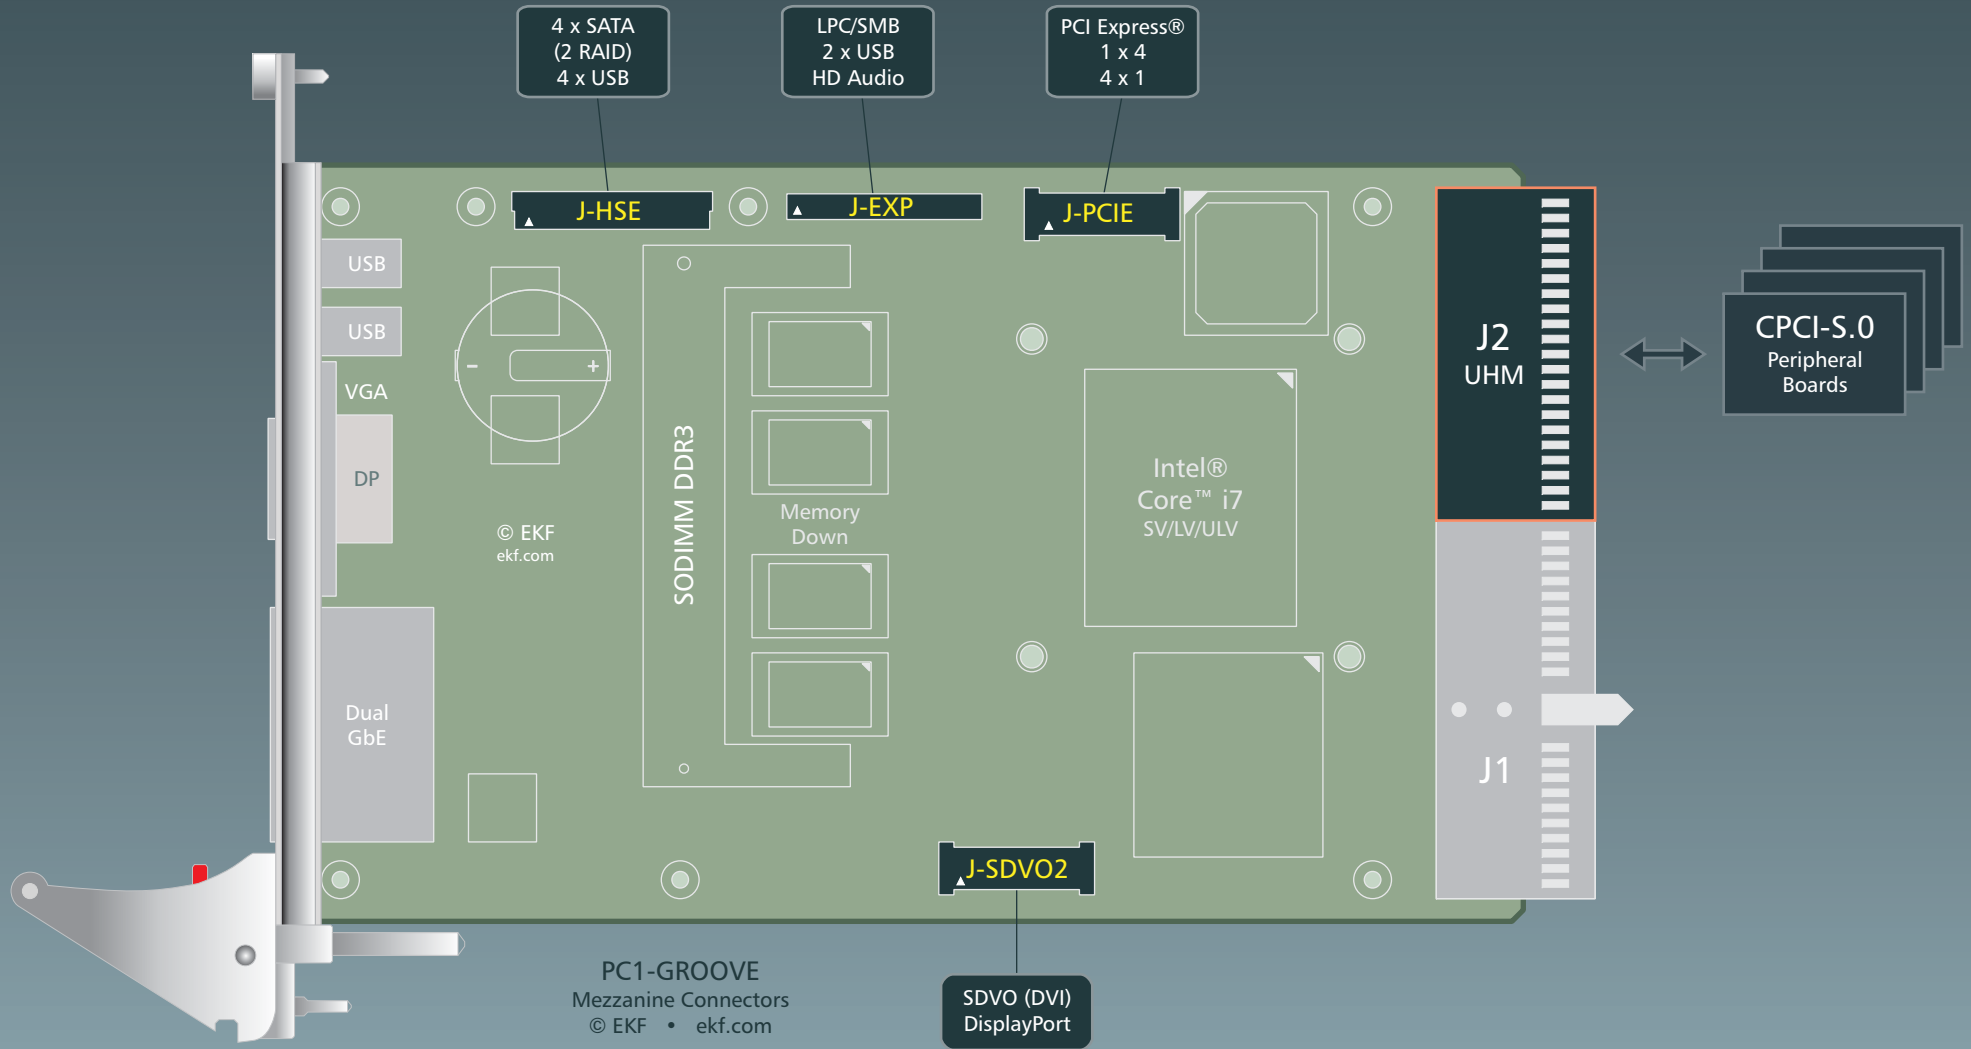 4 x SATA
(2 RAID)
4 x USB
LPC/SMB
2 x USB
HD Audio
PCI Express®
1 x 4
4 x 1
J-HSE
J-EXP
J-PCIE
USB
USB
VGA
DP
© EKF
ekf.com
SODIMM DDR3
Memory
Down
Intel®
Core™ i7
SV/LV/ULV
J2
UHM
CPCI-S.0
Peripheral
Boards
Dual
GbE
J1
J-SDVO2
PC1-GROOVE
Mezzanine Connectors
© EKF • ekf.com
SDVO (DVI)
DisplayPort